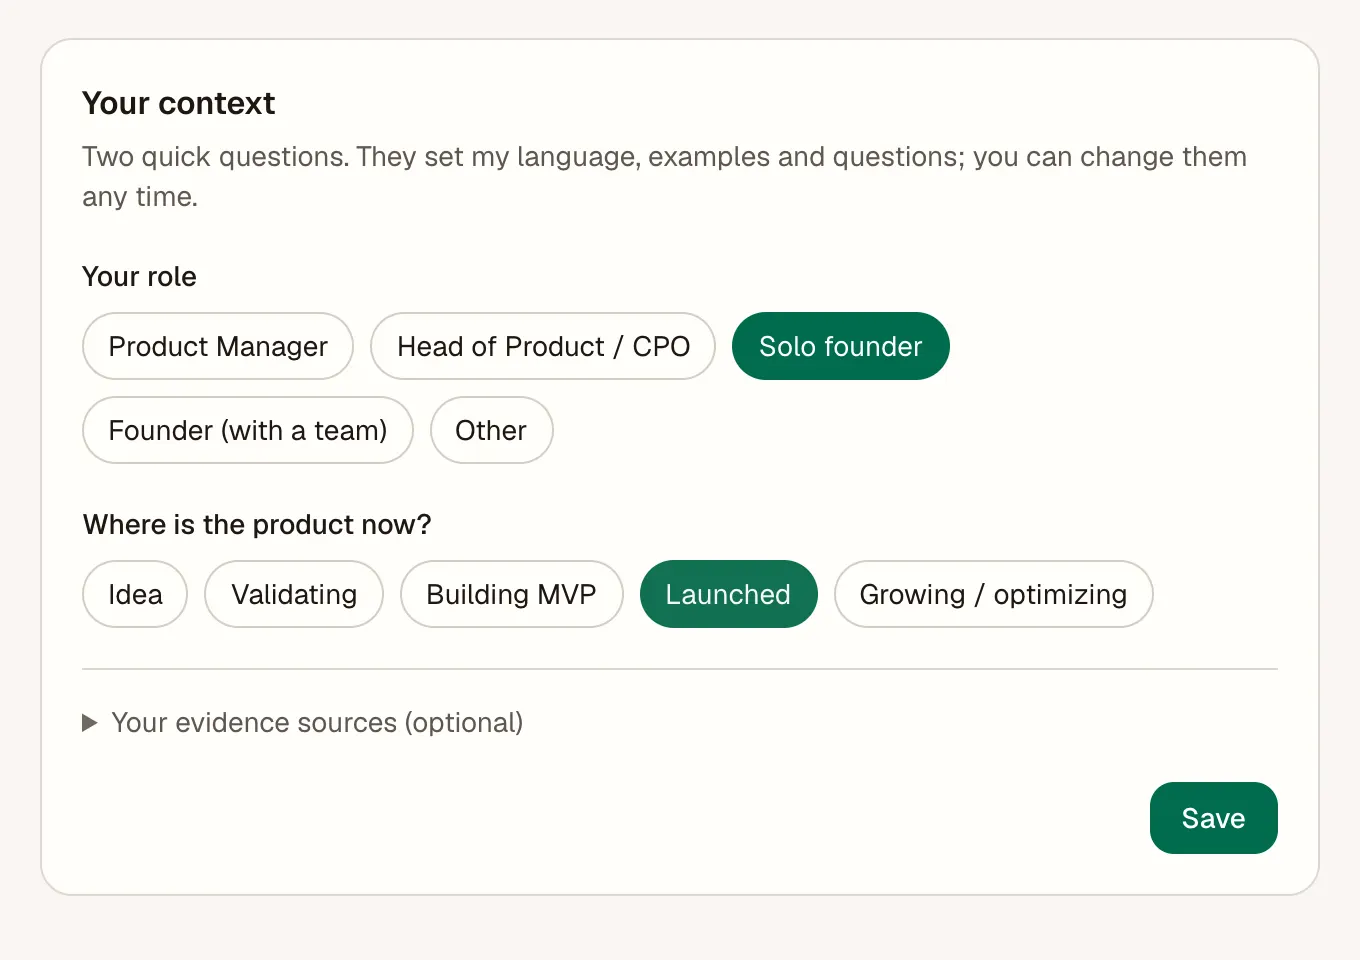 Your context
Two quick questions. They set my language, examples and questions; you can change them
any time.
Your role
Product Manager
Head of Product / CPO
Solo founder
Founder (with a team)
Other
Where is the product now?
Idea
Validating
Building MVP
Launched
Growing / optimizing
Your evidence sources (optional)
Save